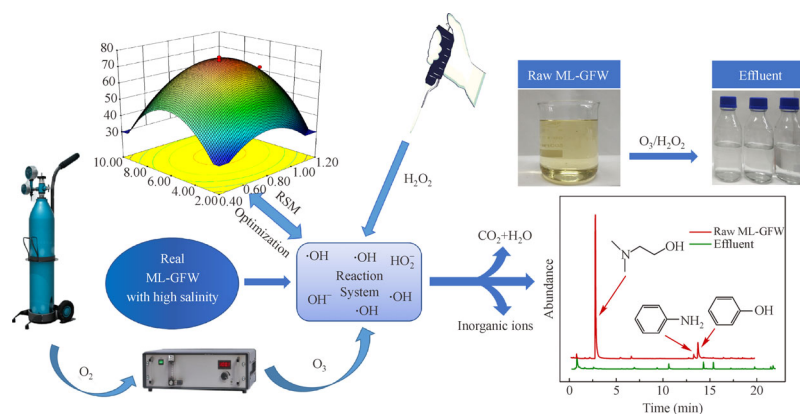 80
70
60
50
40
30
10.00
8.00
6.00
4.00
2.00
0.40
0.60
0.80
1.00
1.20
RSM
Optimization
H₂O₂
Raw ML-GFW
Effluent
O₃/H₂O₂
Real
ML-GFW
with high salinity
·OH
·OH
HO₂⁻
Reaction
System
OH⁻
·OH
·OH
CO₂+H₂O
Inorganic ions
O₂
O₃
Raw ML-GFW
Effluent
N
OH
NH₂
OH
Abundance
0
5
10
15
20
Time (min)